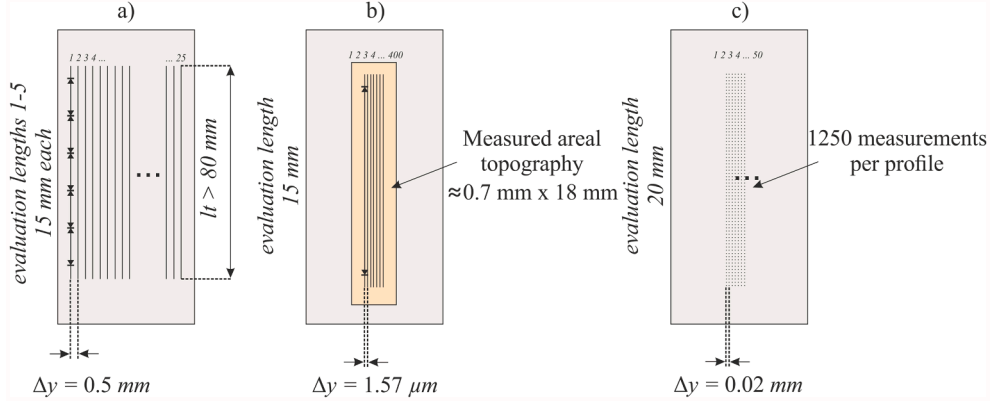 a)
1 2 3 4 ... ... 25
evaluation lengths 1-5
15 mm each
lt > 80 mm
Δy = 0.5 mm
b)
1 2 3 4 ... 400
evaluation length
15 mm
Measured areal
topography
≈0.7 mm x 18 mm
Δy = 1.57 µm
c)
1 2 3 4 ... 50
evaluation length
20 mm
1250 measurements
per profile
Δy = 0.02 mm